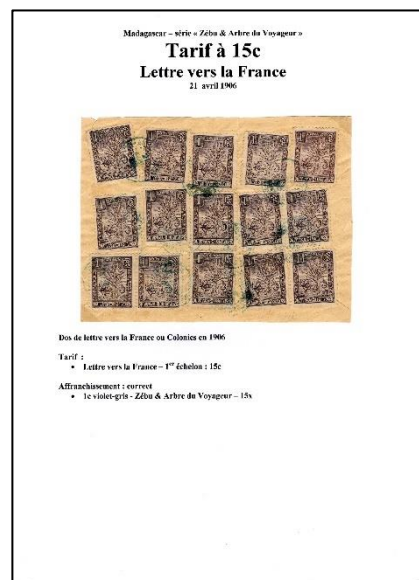 Madagascar – série « Zébu & Arbre du Voyageur »
Tarif à 15c
Lettre vers la France
21 avril 1906
Dos de lettre vers la France ou Colonies en 1906
Tarif :
• Lettre vers la France – 1er échelon : 15c
Affranchissement : correct
• 1c violet-gris - Zébu & Arbre du Voyageur – 15x